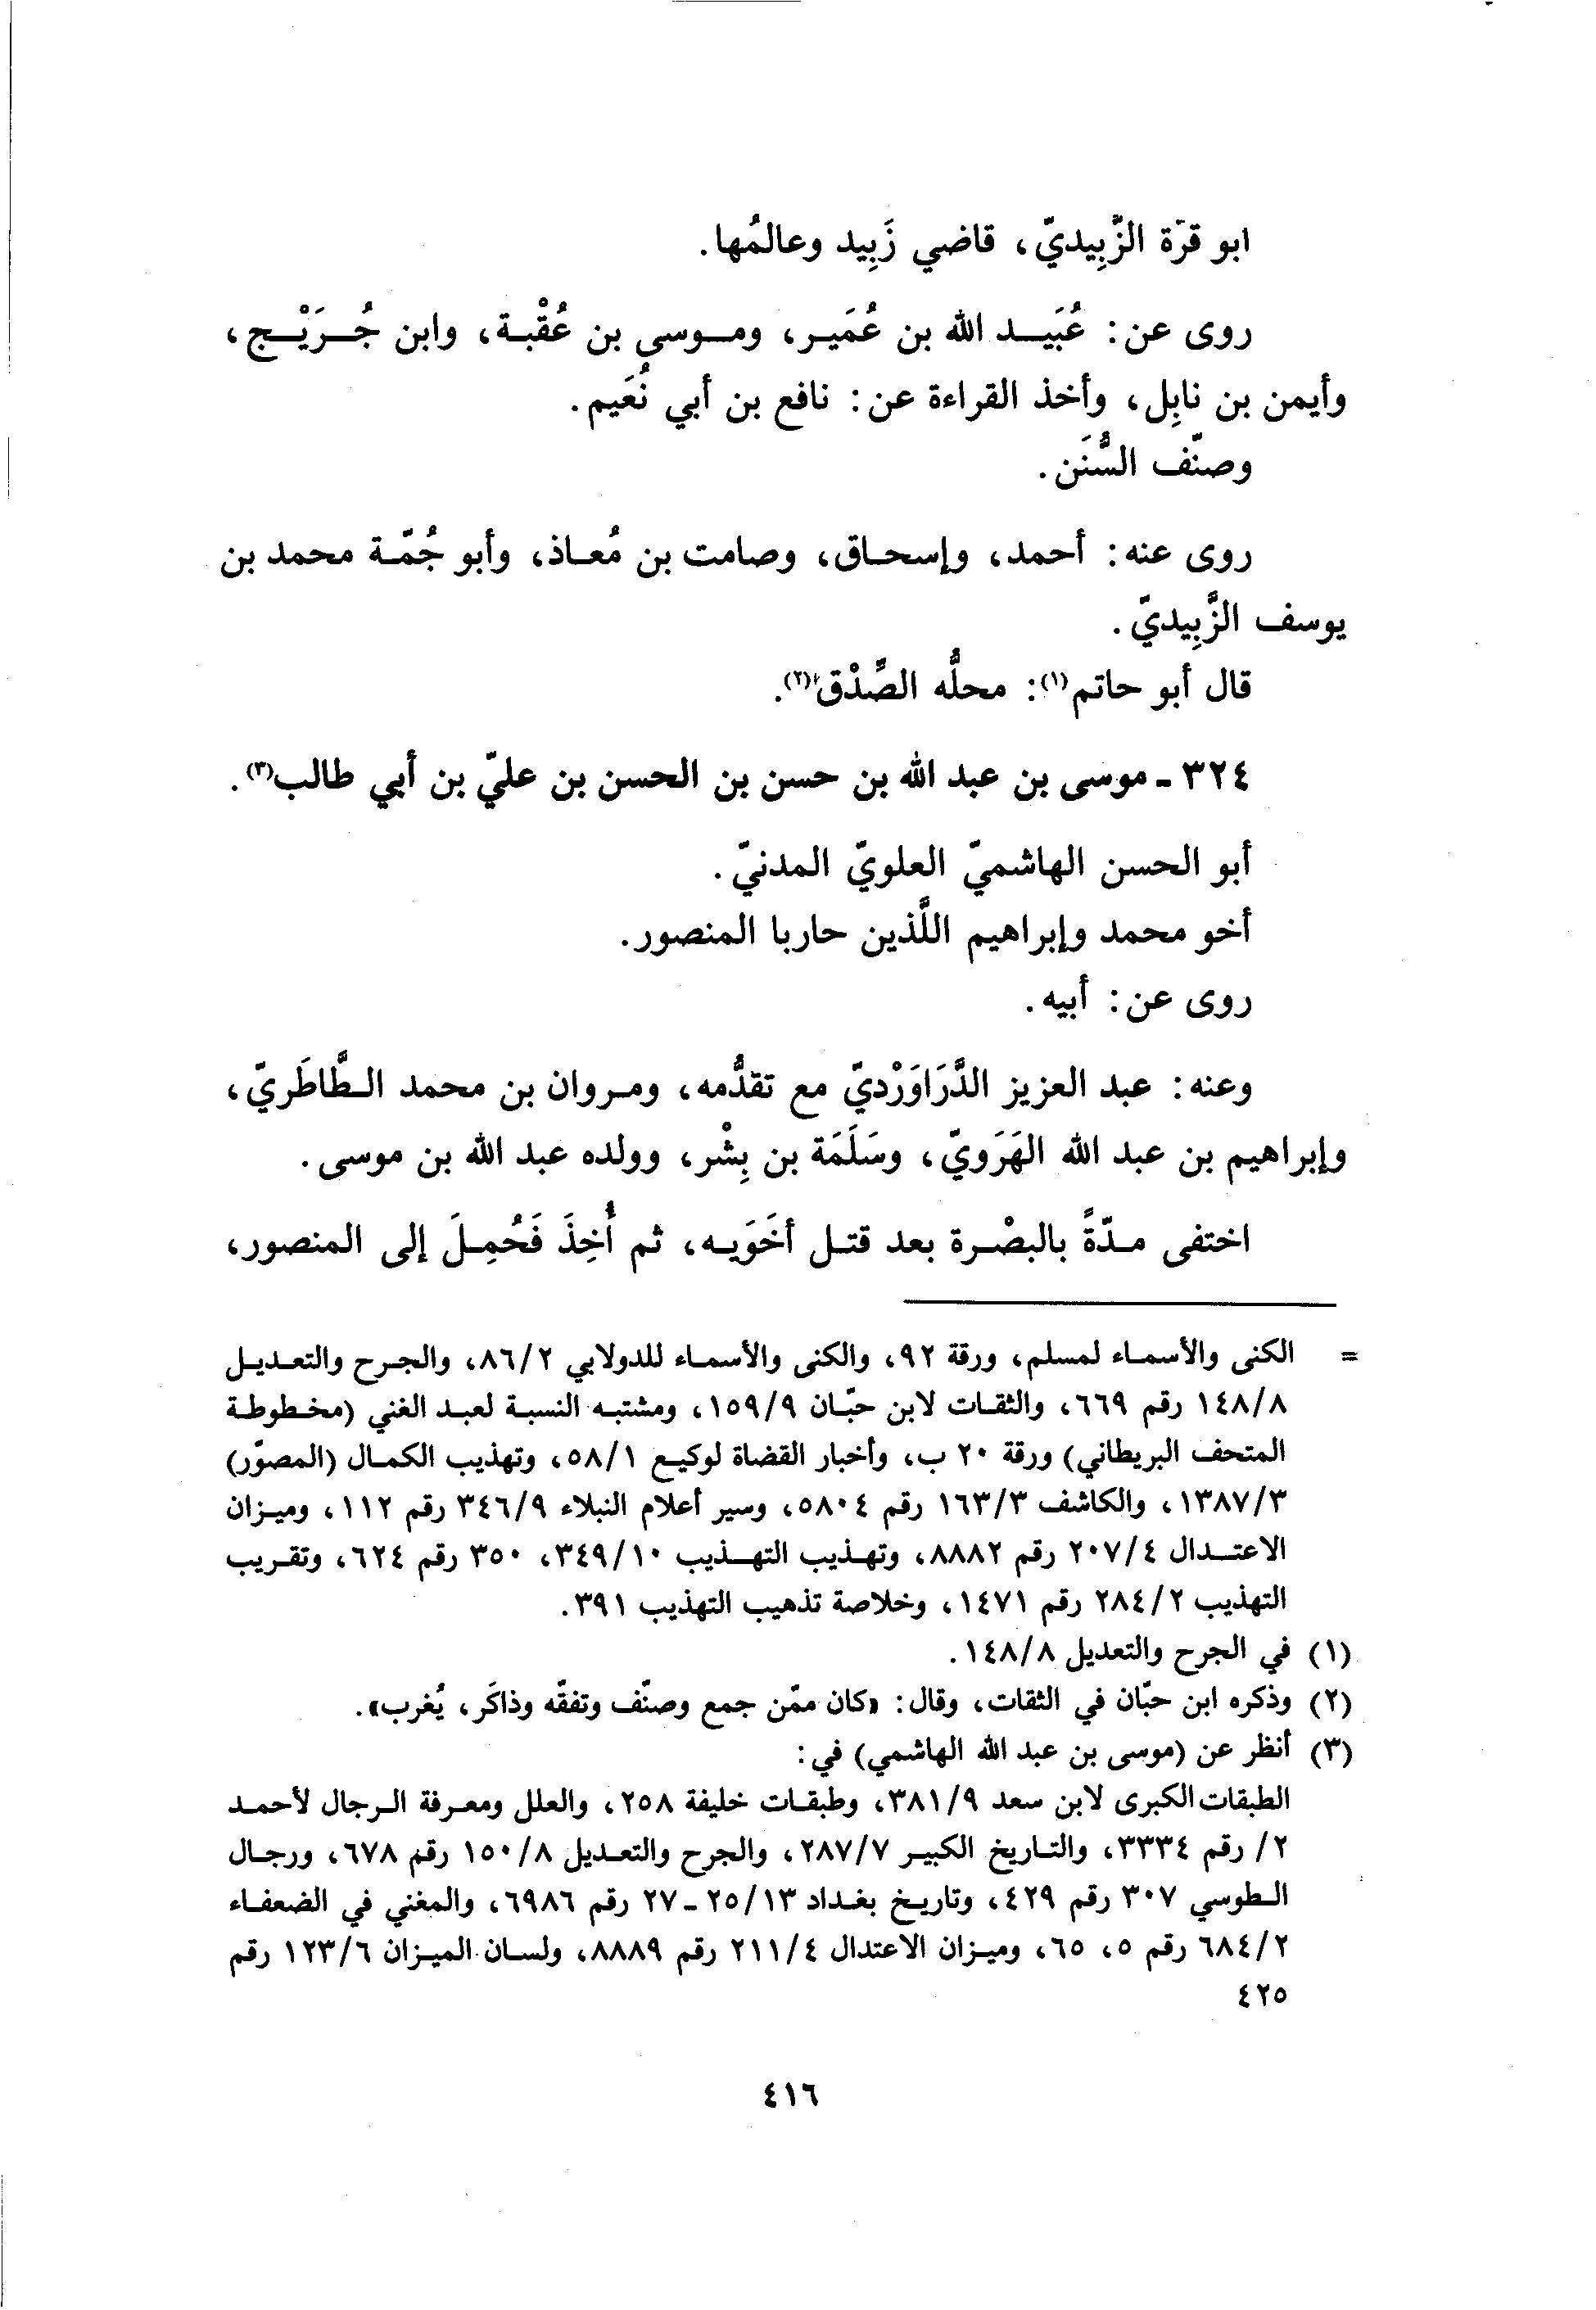 ابو قرّة الزَّبِيديّ، قاضي زَبِيد وعالمُها.
روى عن: عُبَيد الله بن عُمَير، وموسى بن عُقْبة، وابن جُرَيْج،
وأيمن بن نابِل، وأخذ القراءة عن: نافع بن أبي نُعَيم.
وصنّف السُّنَن.
روى عنه: أحمد، وإسحاق، وصامت بن مُعاذ، وأبو جُمّة محمد بن
يوسف الزَّبِيديّ.
قال أبو حاتم(١): محلُّه الصِّدْق(٢).
٣٢٤ - موسى بن عبد الله بن حسن بن الحسن بن عليّ بن أبي طالب(٣).
أبو الحسن الهاشميّ العلويّ المدنيّ.
أخو محمد وإبراهيم اللَّذين حاربا المنصور.
روى عن: أبيه.
وعنه: عبد العزيز الدَّرَاوَرْديّ مع تقدُّمه، ومروان بن محمد الطَّاطَريّ،
وإبراهيم بن عبد الله الهَرَويّ، وسَلَمَة بن بِشْر، وولده عبد الله بن موسى.
اختفى مدّةً بالبصْرة بعد قتل أخَوَيه، ثم أُخِذَ فَحُمِلَ إلى المنصور،
= الكنى والأسماء لمسلم، ورقة ٩٢، والكنى والأسماء للدولابي ٨٦/٢، والجرح والتعديل
١٤٨/٨ رقم ٦٦٩، والثقات لابن حبّان ١٥٩/٩، ومشتبه النسبة لعبد الغني (مخطوطة
المتحف البريطاني) ورقة ٢٠ ب، وأخبار القضاة لوكيع ٥٨/١، وتهذيب الكمال (المصوّر)
١٣٨٧/٣، والكاشف ١٦٣/٣ رقم ٥٨٠٤، وسير أعلام النبلاء ٣٤٦/٩ رقم ١١٢، وميزان
الاعتدال ٢٠٧/٤ رقم ٨٨٨٢، وتهذيب التهذيب ٣٤٩/١٠، ٣٥٠ رقم ٦٢٤، وتقريب
التهذيب ٢٨٤/٢ رقم ١٤٧١، وخلاصة تذهيب التهذيب ٣٩١.
(١) في الجرح والتعديل ١٤٨/٨.
(٢) وذكره ابن حبّان في الثقات، وقال: «كان ممّن جمع وصنّف وتفقّه وذاكَر، يُغرب».
(٣) أنظر عن (موسى بن عبد الله الهاشمي) في:
الطبقات الكبرى لابن سعد ٣٨١/٩، وطبقات خليفة ٢٥٨، والعلل ومعرفة الرجال لأحمد
٢/ رقم ٣٣٣٤، والتاريخ الكبير ٢٨٧/٧، والجرح والتعديل ١٥٠/٨ رقم ٦٧٨، ورجال
الطوسي ٣٠٧ رقم ٤٢٩، وتاريخ بغداد ٢٥/١٣ - ٢٧ رقم ٦٩٨٦، والمغني في الضعفاء
٦٨٤/٢ رقم ٥، ٦٥، وميزان الاعتدال ٢١١/٤ رقم ٨٨٨٩، ولسان الميزان ١٢٣/٦ رقم
٤٢٥
٤١٦